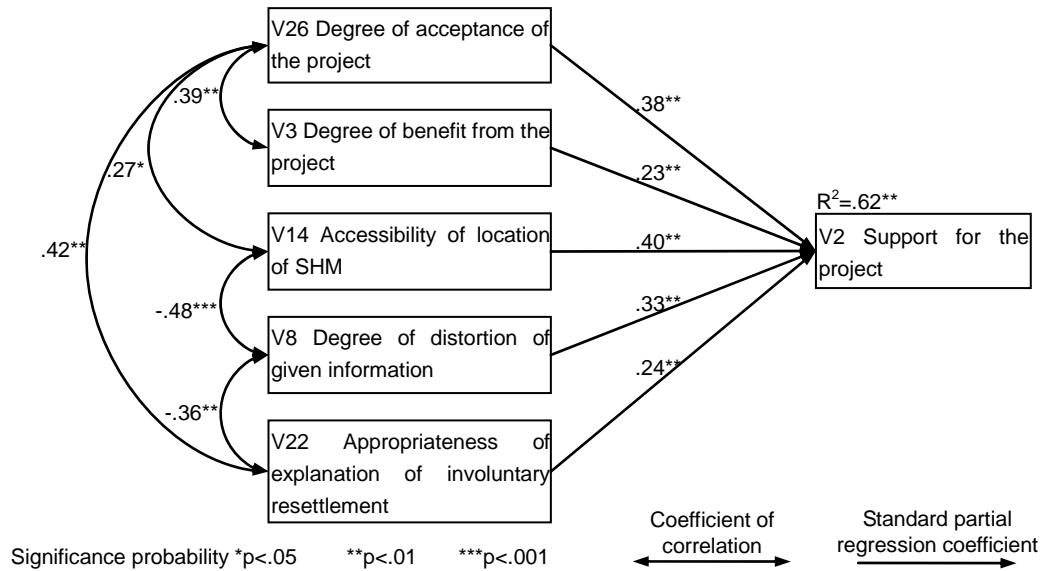 V26 Degree of acceptance of
the project
.39**
.38**
V3 Degree of benefit from the
project
.27*
.23**
R²=.62**
V14 Accessibility of location
of SHM
.42**
.40**
V2 Support for the
project
-.48***
.33**
V8 Degree of distortion of
given information
.24**
-.36**
V22 Appropriateness of
explanation of involuntary
resettlement
Significance probability *p<.05 **p<.01 ***p<.001
Coefficient of
correlation
Standard partial
regression coefficient